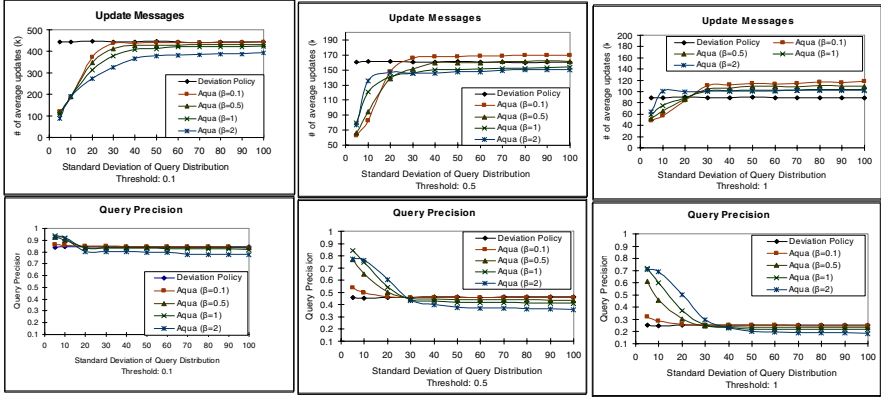 Update Messages
# of average updates (k)
500
400
300
200
100
0
Deviation Policy
Aqua (β=0.1)
Aqua (β=0.5)
Aqua (β=1)
Aqua (β=2)
0 10 20 30 40 50 60 70 80 90 100
Standard Deviation of Query Distribution
Threshold: 0.1
Update Messages
# of average updates (k
190
170
150
130
110
90
70
50
Deviation Policy
Aqua (β=0.1)
Aqua (β=0.5)
Aqua (β=1)
Aqua (β=2)
0 10 20 30 40 50 60 70 80 90 100
Standard Deviation of Query Distribution
Threshold: 0.5
Update Messages
# of average updates (k
200
180
160
140
120
100
80
60
40
20
0
Deviation Policy
Aqua (β=0.1)
Aqua (β=0.5)
Aqua (β=1)
Aqua (β=2)
0 10 20 30 40 50 60 70 80 90 100
Standard Deviation of Query Distribution
Threshold: 1
Query Precision
Query Precision
1
0.9
0.8
0.7
0.6
0.5
0.4
0.3
0.2
0.1
Deviation Policy
Aqua (β=0.1)
Aqua (β=0.5)
Aqua (β=1)
Aqua (β=2)
0 10 20 30 40 50 60 70 80 90 100
Standard Deviation of Query Distribution
Threshold: 0.1
Query Precision
Query Precision
1
0.9
0.8
0.7
0.6
0.5
0.4
0.3
0.2
0.1
Deviation Policy
Aqua (β=0.1)
Aqua (β=0.5)
Aqua (β=1)
Aqua (β=2)
0 10 20 30 40 50 60 70 80 90 100
Standard Deviation of Query Distribution
Threshold: 0.5
Query Precision
Query Precision
1
0.9
0.8
0.7
0.6
0.5
0.4
0.3
0.2
0.1
Deviation Policy
Aqua (β=0.1)
Aqua (β=0.5)
Aqua (β=1)
Aqua (β=2)
0 10 20 30 40 50 60 70 80 90 100
Standard Deviation of Query Distribution
Threshold: 1